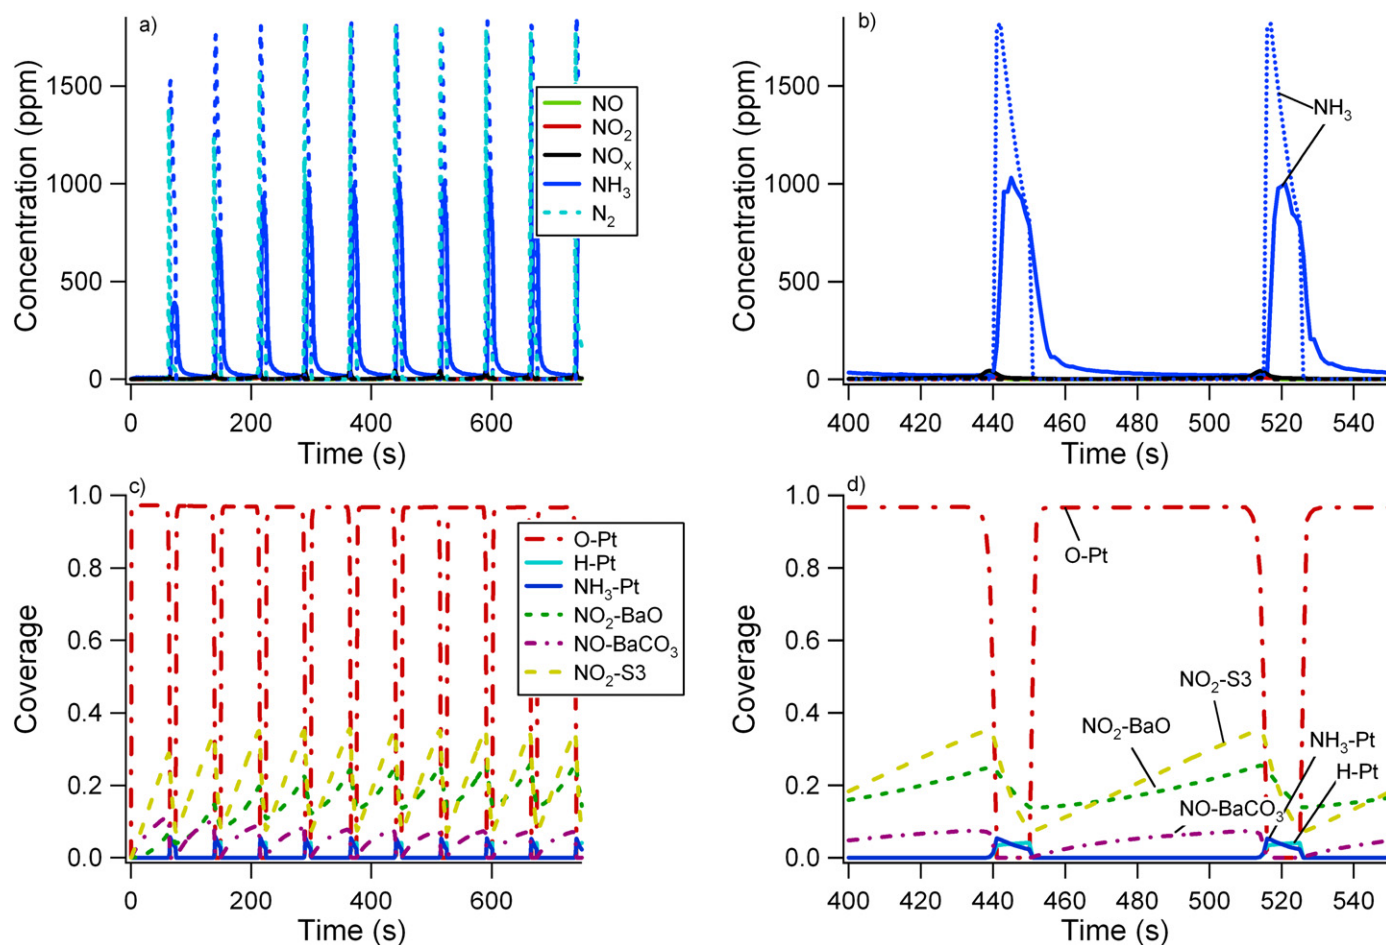 a)
Concentration (ppm)
1500
1000
500
0
0 200 400 600
Time (s)
NO
NO₂
NOₓ
NH₃
N₂
b)
Concentration (ppm)
1500
1000
500
0
400 420 440 460 480 500 520 540
Time (s)
NH₃
c)
Coverage
1.0
0.8
0.6
0.4
0.2
0.0
0 200 400 600
Time (s)
O-Pt
H-Pt
NH₃-Pt
NO₂-BaO
NO-BaCO₃
NO₂-S3
d)
Coverage
1.0
0.8
0.6
0.4
0.2
0.0
400 420 440 460 480 500 520 540
Time (s)
O-Pt
NO₂-S3
NO₂-BaO
NH₃-Pt
H-Pt
NO-BaCO₃